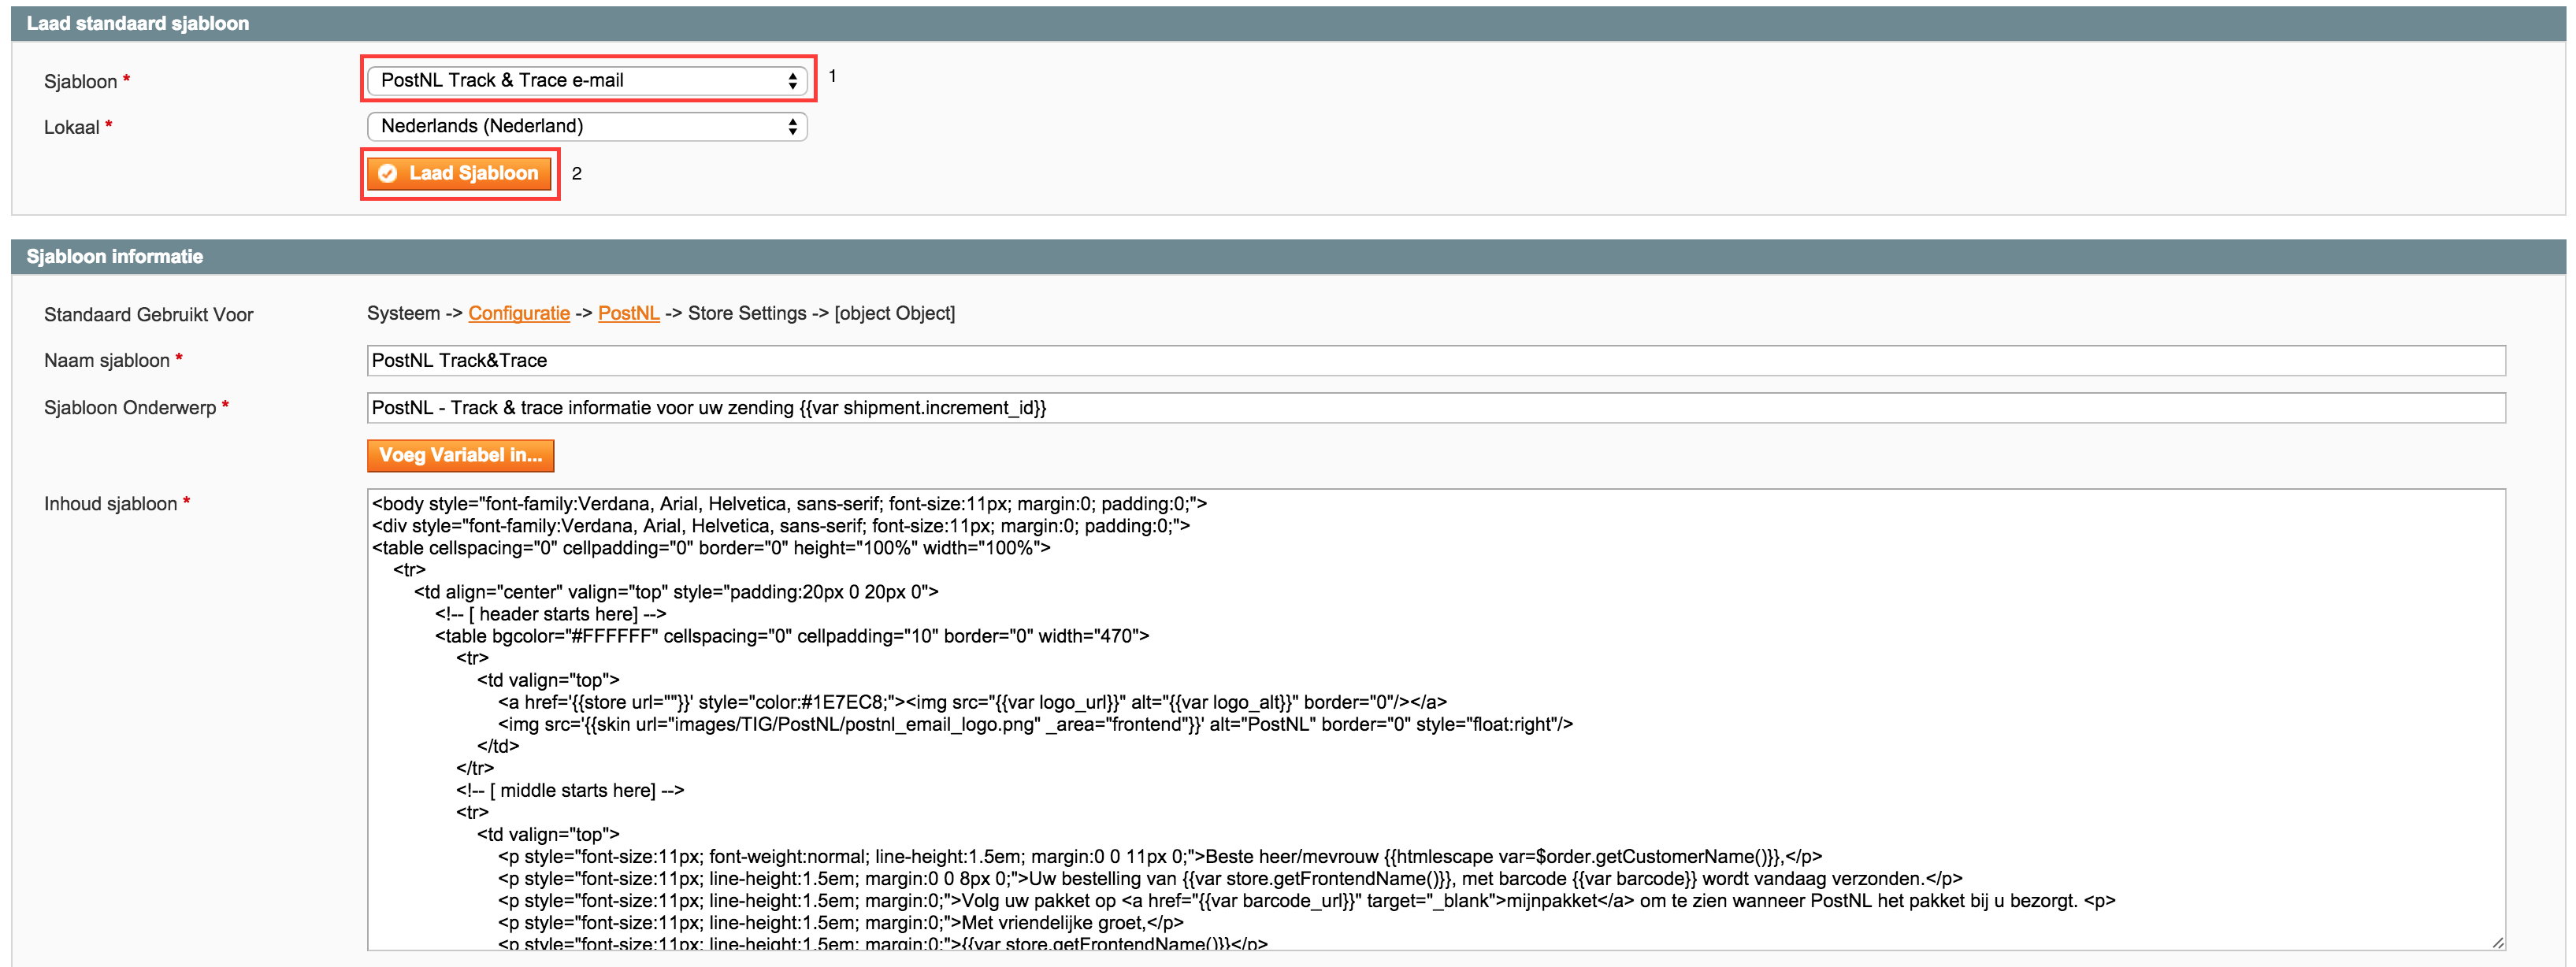 Laad standaard sjabloon
Sjabloon *
PostNL Track & Trace e-mail
1
Lokaal *
Nederlands (Nederland)
Laad Sjabloon
2
Sjabloon informatie
Standaard Gebruikt Voor
Systeem -> Configuratie -> PostNL -> Store Settings -> [object Object]
Naam sjabloon *
PostNL Track&Trace
Sjabloon Onderwerp *
PostNL - Track & trace informatie voor uw zending {{var shipment.increment_id}}
Voeg Variabel in...
Inhoud sjabloon *
<body style="font-family:Verdana, Arial, Helvetica, sans-serif; font-size:11px; margin:0; padding:0;">
<div style="font-family:Verdana, Arial, Helvetica, sans-serif; font-size:11px; margin:0; padding:0;">
<table cellspacing="0" cellpadding="0" border="0" height="100%" width="100%">
<tr>
<td align="center" valign="top" style="padding:20px 0 20px 0">
<!-- [ header starts here] -->
<table bgcolor="#FFFFFF" cellspacing="0" cellpadding="10" border="0" width="470">
<tr>
<td valign="top">
<a href='{{store url=""}}' style="color:#1E7EC8;"><img src="{{var logo_url}}" alt="{{var logo_alt}}" border="0"/></a>
<img src='{{skin url="images/TIG/PostNL/postnl_email_logo.png" _area="frontend"}}' alt="PostNL" border="0" style="float:right"/>
</td>
</tr>
<!-- [ middle starts here] -->
<tr>
<td valign="top">
<p style="font-size:11px; font-weight:normal; line-height:1.5em; margin:0 0 11px 0;">Beste heer/mevrouw {{htmlescape var=$order.getCustomerName()}},</p>
<p style="font-size:11px; line-height:1.5em; margin:0 0 8px 0;">Uw bestelling van {{var store.getFrontendName()}}, met barcode {{var barcode}} wordt vandaag verzonden.</p>
<p style="font-size:11px; line-height:1.5em; margin:0;">Volg uw pakket op <a href="{{var barcode_url}}" target="_blank">mijnpakket</a> om te zien wanneer PostNL het pakket bij u bezorgt. <p>
<p style="font-size:11px; line-height:1.5em; margin:0;">Met vriendelijke groet,</p>
<p style="font-size:11px; line-height:1.5em; margin:0;">{{var store.getFrontendName()}}</p>